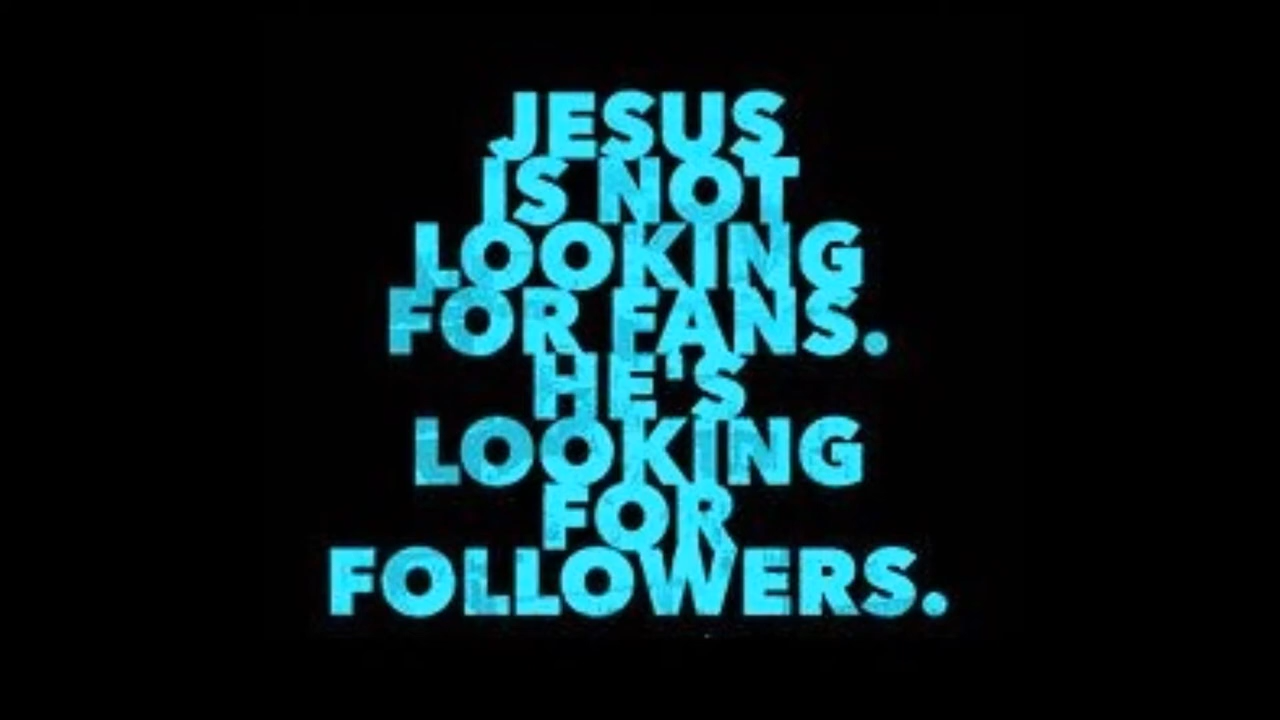 JESUS
IS NOT
LOOKING
FOR FANS.
HE'S
LOOKING
FOR
FOLLOWERS.